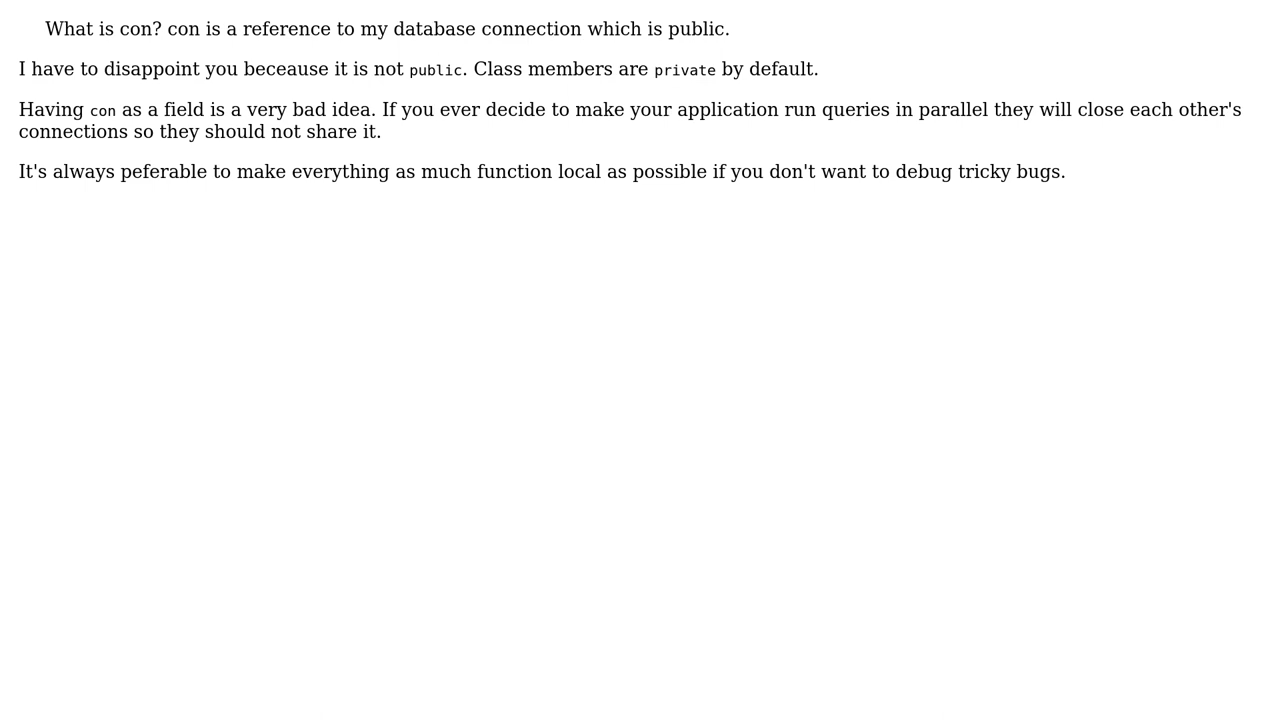 What is con? con is a reference to my database connection which is public.
I have to disappoint you beceause it is not public. Class members are private by default.
Having con as a field is a very bad idea. If you ever decide to make your application run queries in parallel they will close each other's
connections so they should not share it.
It's always peferable to make everything as much function local as possible if you don't want to debug tricky bugs.